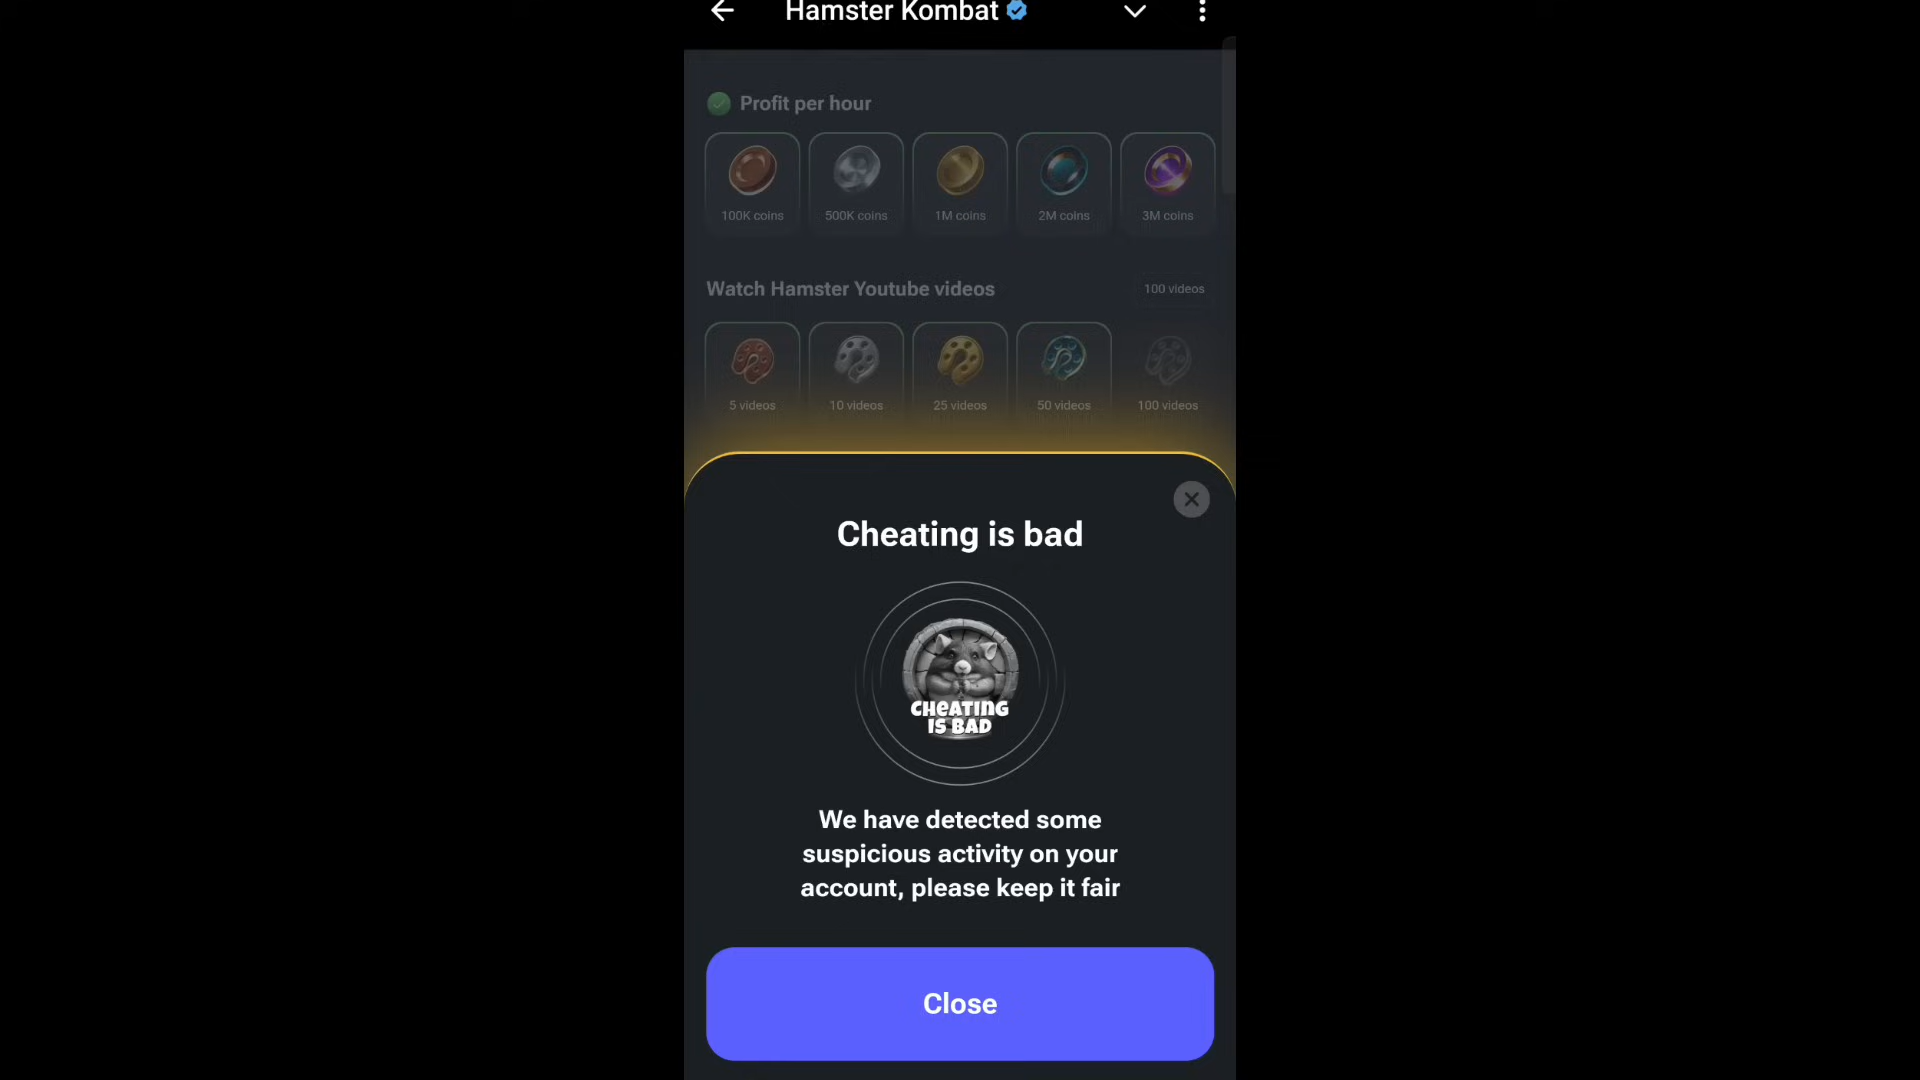 Hamster Kombat
Profit per hour
100K coins
500K coins
1M coins
2M coins
3M coins
Watch Hamster Youtube videos
100 videos
5 videos
10 videos
25 videos
50 videos
100 videos
Cheating is bad
CHEATING
IS BAD
We have detected some
suspicious activity on your
account, please keep it fair
Close